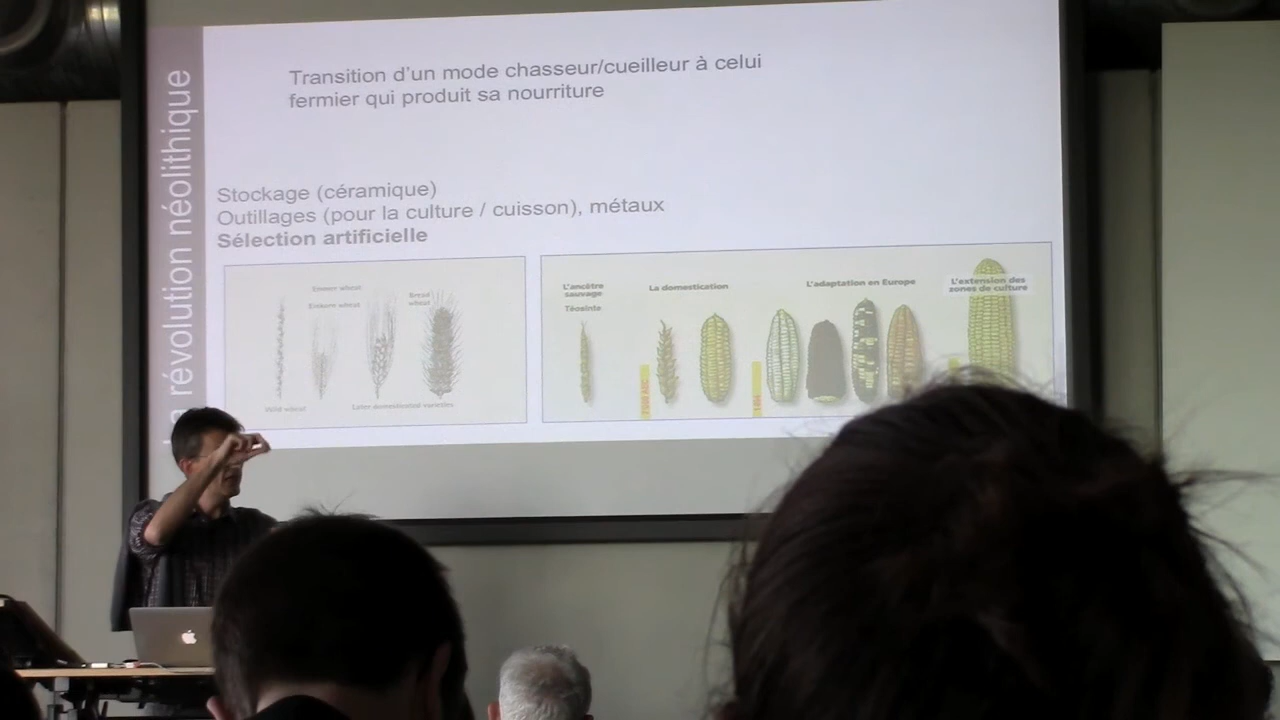 révolution néolithique
Transition d'un mode chasseur/cueilleur à celui
fermier qui produit sa nourriture
Stockage (céramique)
Outillages (pour la culture / cuisson), métaux
Sélection artificielle
Emmer wheat
Einkorn wheat
Bread
wheat
Wild wheat
Later domesticated varieties
L'ancêtre
sauvage
Téosinte
La domestication
L'adaptation en Europe
L'extension des
zones de culture